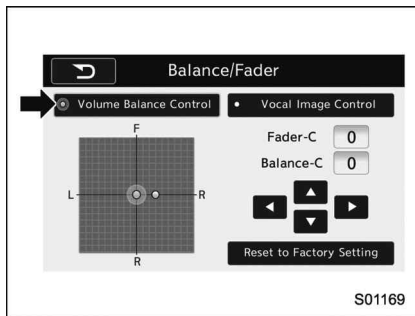 Balance/Fader
Volume Balance Control
• Vocal Image Control
F
L
R
R
Fader-C 0
Balance-C 0
Reset to Factory Setting
S01169